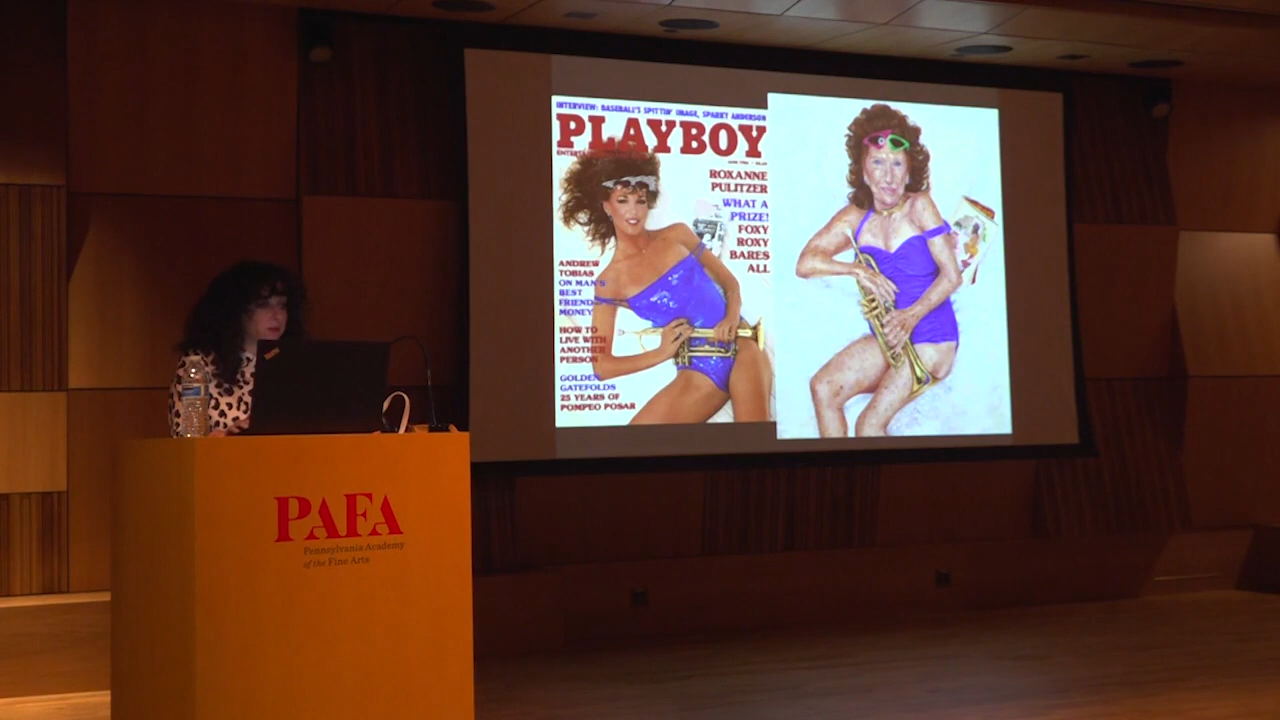 INTERVIEW: BASEBALL'S SPITTIN' IMAGE, SPARKY ANDERSON
PLAYBOY
ROXANNE
PULITZER
WHAT A
PRIZE!
FOXY
ROXY
BARES
ALL
ANDREW
TOBIAS
ON MAN'S
BEST
FRIEND
MONEY
HOW TO
LIVE WITH
ANOTHER
PERSON
GOLDEN
GATEFOLDS
25 YEARS OF
POMPEO POSAR
PAFA
Pennsylvania Academy
of the Fine Arts